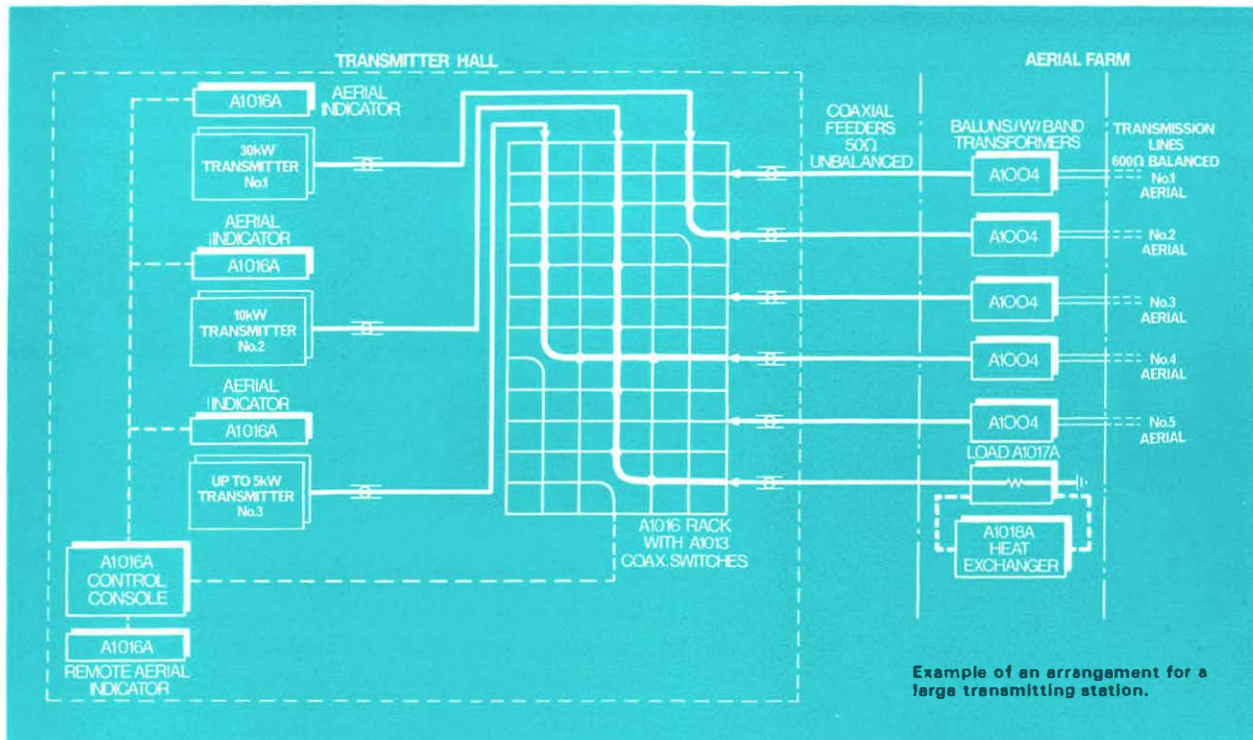 TRANSMITTER HALL
AERIAL FARM
A1016A
AERIAL
INDICATOR
30kW
TRANSMITTER
No.1
AERIAL
INDICATOR
A1016A
10kW
TRANSMITTER
No.2
AERIAL
INDICATOR
A1016A
UP TO 5kW
TRANSMITTER
No.3
A1016A
CONTROL
CONSOLE
A1016A
REMOTE AERIAL
INDICATOR
A1016 RACK
WITH A1013
COAX. SWITCHES
COAXIAL
FEEDERS
50Ω
UNBALANCED
BALUNS/W/BAND
TRANSFORMERS
TRANSMISSION
LINES
600Ω BALANCED
A1004
No.1
AERIAL
A1004
No.2
AERIAL
A1004
No.3
AERIAL
A1004
No.4
AERIAL
A1004
No.5
AERIAL
LOAD A1017A
A1018A
HEAT
EXCHANGER
Example of an arrangament for a
large transmitting station.